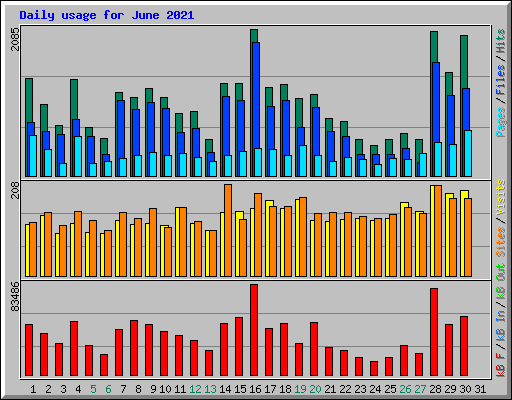 Daily usage for June 2021
2085
Pages / Files / Hits
208
Sites / Visits
83486
kB F / kB In / kB Out
1 2 3 4 5 6 7 8 9 10 11 12 13 14 15 16 17 18 19 20 21 22 23 24 25 26 27 28 29 30 31